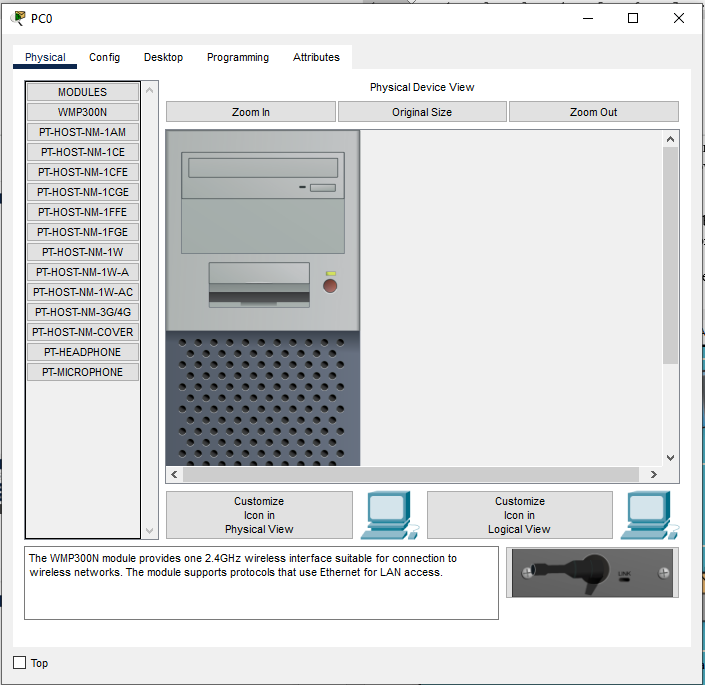 PC0
Physical Config Desktop Programming Attributes
MODULES
WMP300N
PT-HOST-NM-1AM
PT-HOST-NM-1CE
PT-HOST-NM-1CFE
PT-HOST-NM-1CGE
PT-HOST-NM-1FFE
PT-HOST-NM-1FGE
PT-HOST-NM-1W
PT-HOST-NM-1W-A
PT-HOST-NM-1W-AC
PT-HOST-NM-3G/4G
PT-HOST-NM-COVER
PT-HEADPHONE
PT-MICROPHONE
Physical Device View
Zoom In Original Size Zoom Out
Customize
Icon in
Physical View
Customize
Icon in
Logical View
The WMP300N module provides one 2.4GHz wireless interface suitable for connection to
wireless networks. The module supports protocols that use Ethernet for LAN access.
LINK
Top